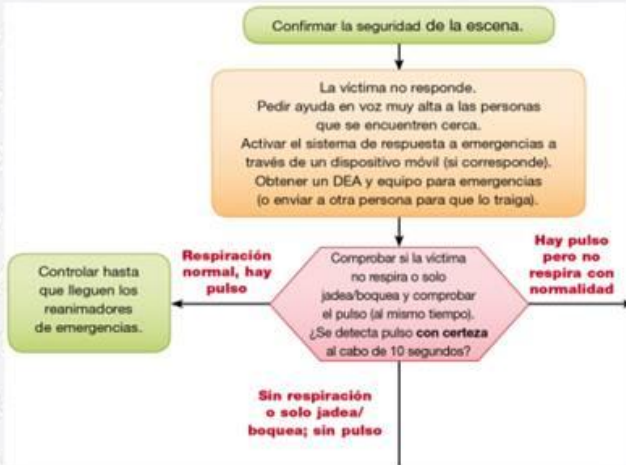 Confirmar la seguridad de la escena.
La víctima no responde.
Pedir ayuda en voz muy alta a las personas
que se encuentren cerca.
Activar el sistema de respuesta a emergencias a
través de un dispositivo móvil (si corresponde).
Obtener un DEA y equipo para emergencias
(o enviar a otra persona para que lo traiga).
Controlar hasta
que lleguen los
reanimadores
de emergencias.
Respiración
normal, hay
pulso
Comprobar si la víctima
no respira o solo
jadea/boquea y comprobar
el pulso (al mismo tiempo).
¿Se detecta pulso con certeza
al cabo de 10 segundos?
Hay pulso
pero no
respira con
normalidad
Sin respiración
o solo jadea/
boquea; sin pulso